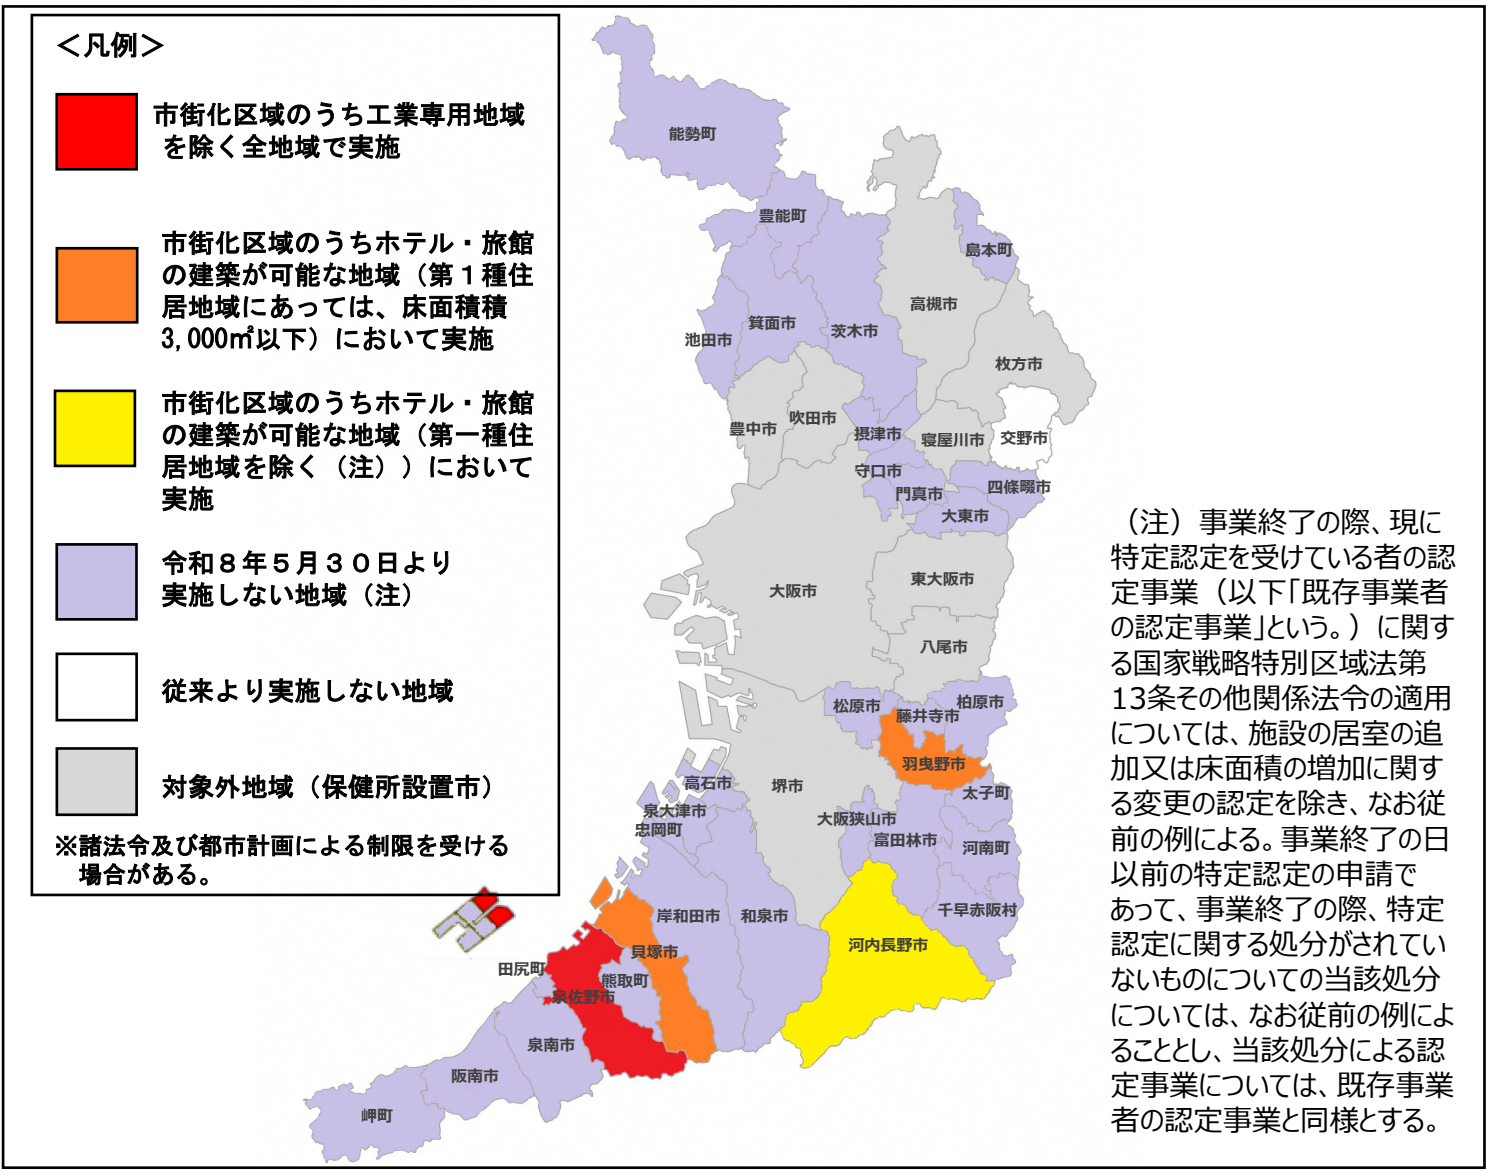 ＜凡例＞
市街化区域のうち工業専用地域
を除く全地域で実施
市街化区域のうちホテル・旅館
の建築が可能な地域（第１種住
居地域にあっては、床面積積
3,000㎡以下）において実施
市街化区域のうちホテル・旅館
の建築が可能な地域（第一種住
居地域を除く（注））において
実施
令和８年５月３０日より
実施しない地域（注）
従来より実施しない地域
対象外地域（保健所設置市）
※諸法令及び都市計画による制限を受ける
場合がある。
能勢町
豊能町
島本町
高槻市
箕面市
茨木市
池田市
枚方市
吹田市
豊中市
摂津市
寝屋川市
交野市
守口市
門真市
四條畷市
大東市
大阪市
東大阪市
八尾市
松原市
藤井寺市
柏原市
羽曳野市
高石市
堺市
太子町
泉大津市
忠岡町
大阪狭山市
富田林市
河南町
岸和田市
和泉市
千早赤阪村
河内長野市
貝塚市
田尻町
熊取町
泉佐野市
泉南市
阪南市
岬町
（注）事業終了の際、現に
特定認定を受けている者の認
定事業（以下「既存事業者
の認定事業」という。）に関す
る国家戦略特別区域法第
13条その他関係法令の適用
については、施設の居室の追
加又は床面積の増加に関す
る変更の認定を除き、なお従
前の例による。事業終了の日
以前の特定認定の申請で
あって、事業終了の際、特定
認定に関する処分がされてい
ないものについての当該処分
については、なお従前の例によ
ることとし、当該処分による認
定事業については、既存事業
者の認定事業と同様とする。